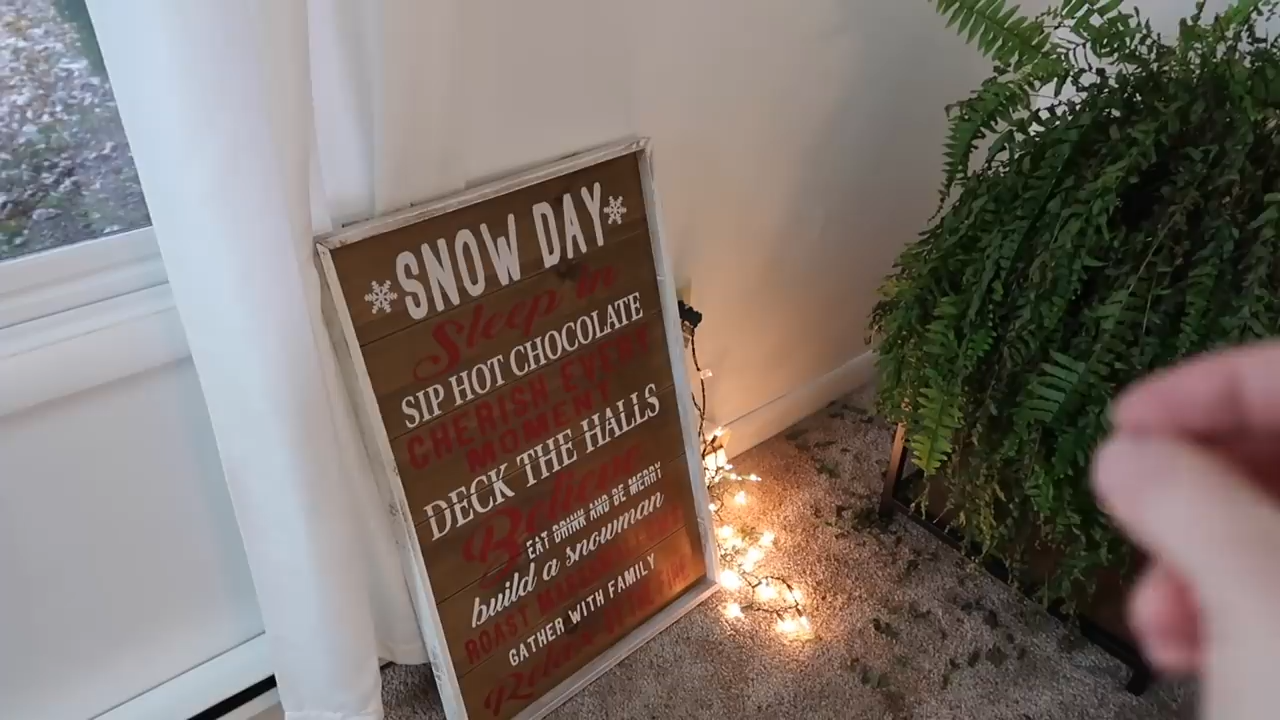 SNOW DAY
Sleep in
SIP HOT CHOCOLATE
CHERISH EVERY
MOMENT
DECK THE HALLS
Believe
EAT DRINK AND BE MERRY
build a snowman
ROAST
GATHER WITH FAMILY